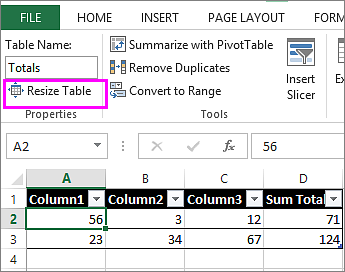 FILE HOME INSERT PAGE LAYOUT FORM
Table Name:
Totals
Resize Table
Properties
Summarize with PivotTable
Remove Duplicates
Convert to Range
Tools
Insert
Slicer
Ex
A2 fx 56
A B C D
1 Column1 Column2 Column3 Sum Total
2 56 3 12 71
3 23 34 67 124